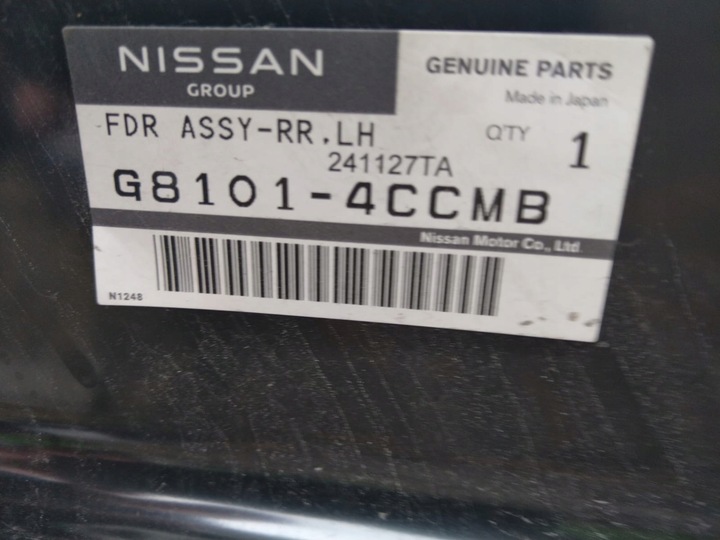 NISSAN
GROUP
GENUINE PARTS
Made in Japan
FDR ASSY-RR.LH
QTY 1
241127TA
G8101-4CCMB
Nissan Motor Co., Ltd.
N1248